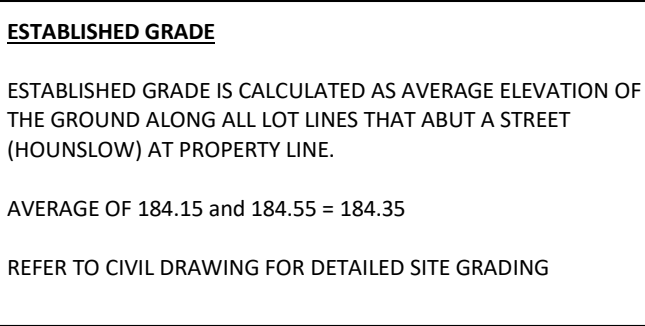 ESTABLISHED GRADE
ESTABLISHED GRADE IS CALCULATED AS AVERAGE ELEVATION OF
THE GROUND ALONG ALL LOT LINES THAT ABUT A STREET
(HOUNSLOW) AT PROPERTY LINE.
AVERAGE OF 184.15 and 184.55 = 184.35
REFER TO CIVIL DRAWING FOR DETAILED SITE GRADING